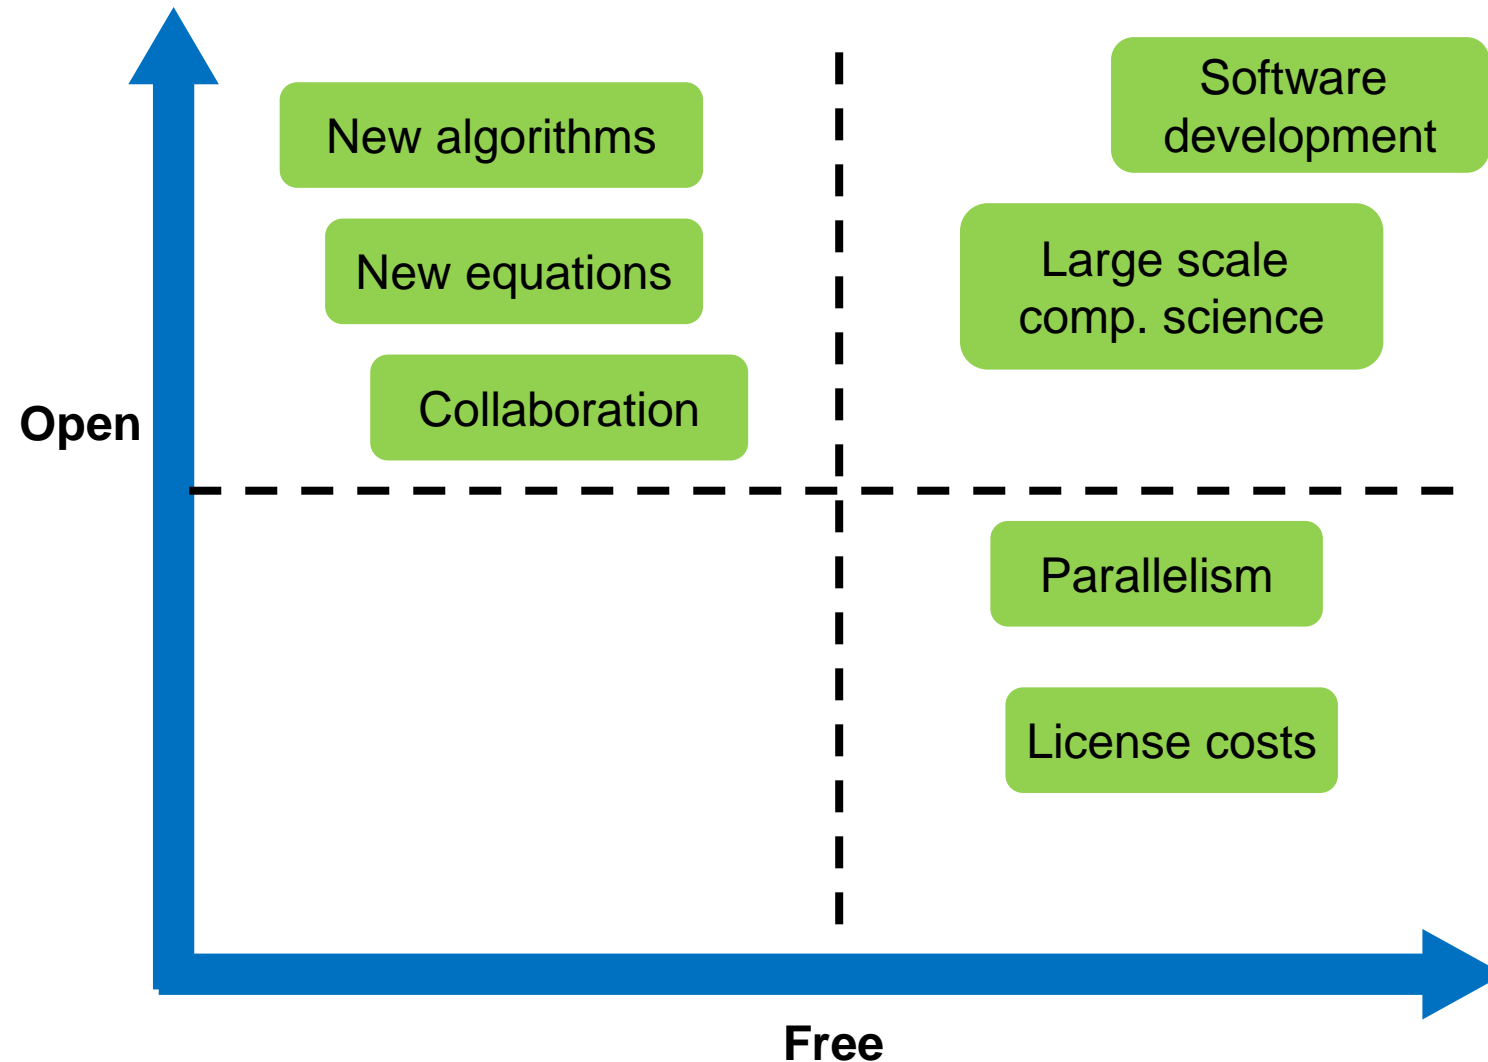 New algorithms
New equations
Collaboration
Software
development
Large scale
comp. science
Open
Parallelism
License costs
Free